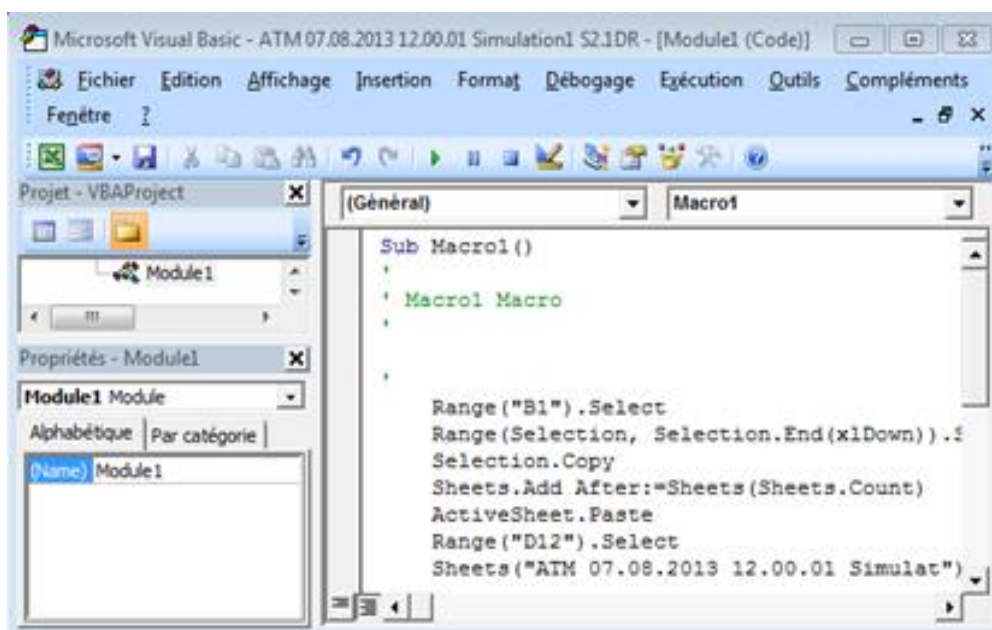 Microsoft Visual Basic - ATM 07.08.2013 12.00.01 Simulation1 S2.1DR - [Module1 (Code)]
Fichier Edition Affichage Insertion Format Débogage Exécution Outils Compléments
Fenêtre ?
Projet - VBAProject
Module1
Propriétés - Module1
Module1 Module
Alphabétique Par catégorie
(Name) Module1
(Général) Macro1
Sub Macro1()
'
' Macro1 Macro
'
'
Range("B1").Select
Range(Selection, Selection.End(xlDown)).S
Selection.Copy
Sheets.Add After:=Sheets(Sheets.Count)
ActiveSheet.Paste
Range("D12").Select
Sheets("ATM 07.08.2013 12.00.01 Simulat")